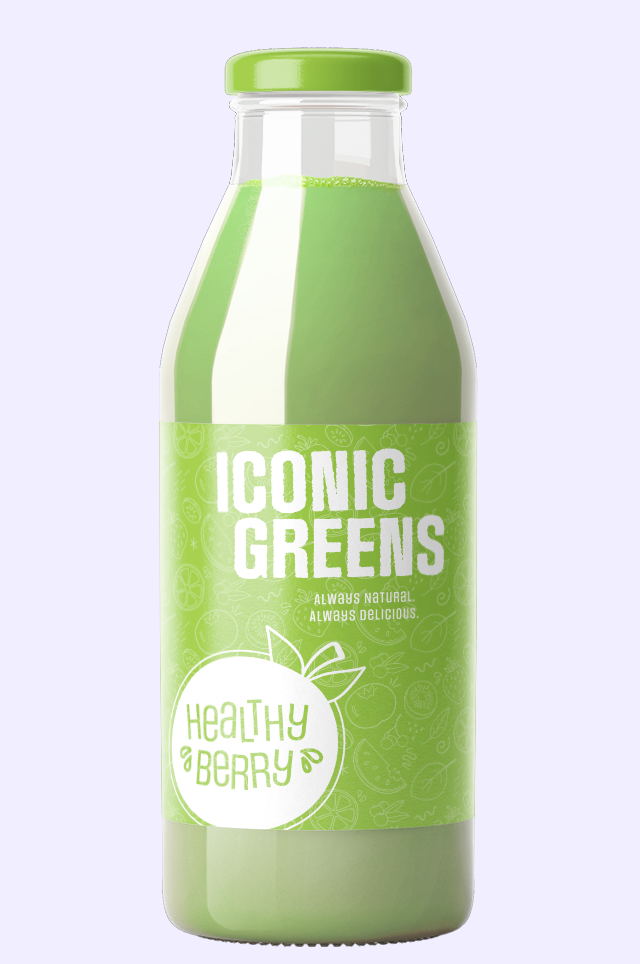 ICONIC
GREENS
ALWAYS NATURAL.
ALWAYS DELICIOUS.
HEALTHY
BERRY